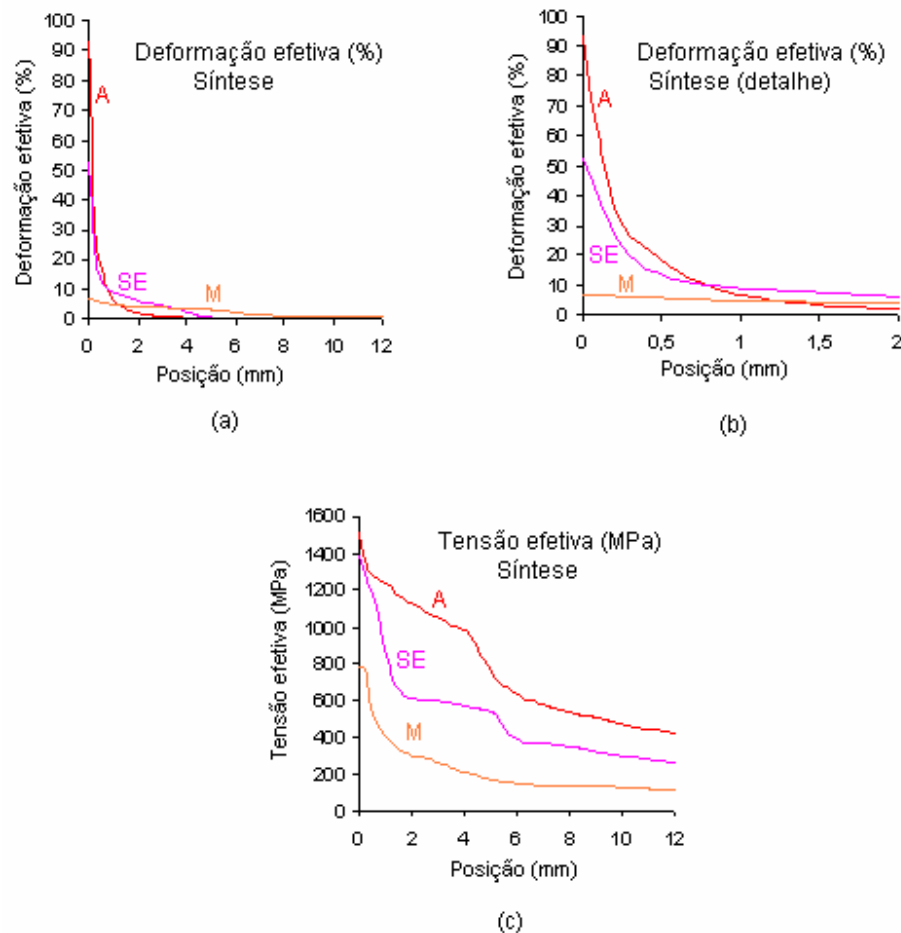 Deformação efetiva (%)
Síntese
Deformação efetiva (%)
100
90
80
70
60
50
40
30
20
10
0
A
SE
M
0 2 4 6 8 10 12
Posição (mm)
(a)
Deformação efetiva (%)
Síntese (detalhe)
Deformação efetiva (%)
100
90
80
70
60
50
40
30
20
10
0
A
SE
M
0 0,5 1 1,5 2
Posição (mm)
(b)
Tensão efetiva (MPa)
Síntese
Tensão efetiva (MPa)
1600
1400
1200
1000
800
600
400
200
0
A
SE
M
0 2 4 6 8 10 12
Posição (mm)
(c)